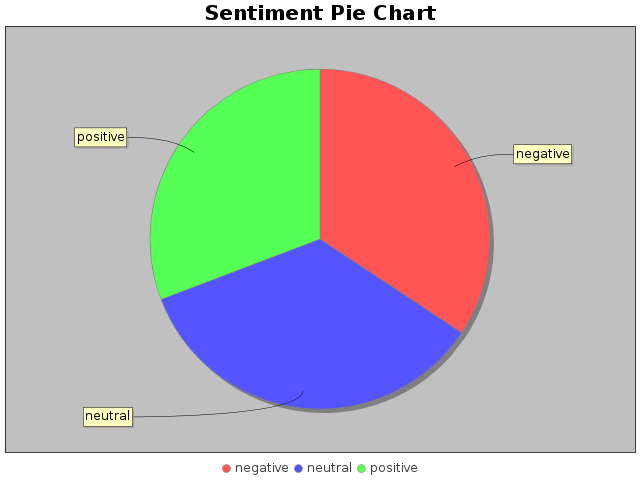 Sentiment Pie Chart
positive
negative
neutral
negative neutral positive